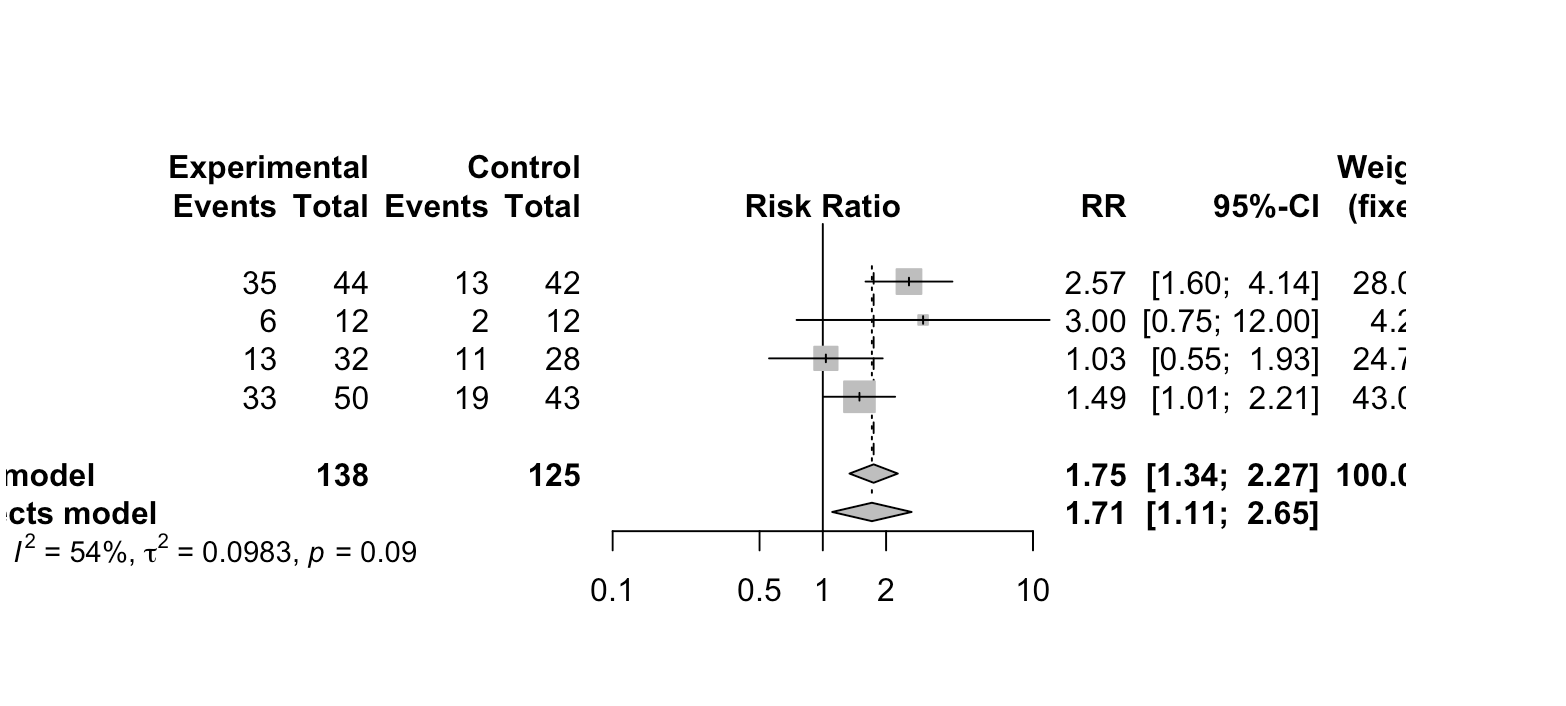 Experimental Control Weig
Events Total Events Total Risk Ratio RR 95%-CI (fixe
35 44 13 42 2.57 [1.60; 4.14] 28.0
6 12 2 12 3.00 [0.75; 12.00] 4.2
13 32 11 28 1.03 [0.55; 1.93] 24.7
33 50 19 43 1.49 [1.01; 2.21] 43.0
model 138 125 1.75 [1.34; 2.27] 100.0
cts model 1.71 [1.11; 2.65]
I² = 54%, τ² = 0.0983, p = 0.09
0.1 0.5 1 2 10